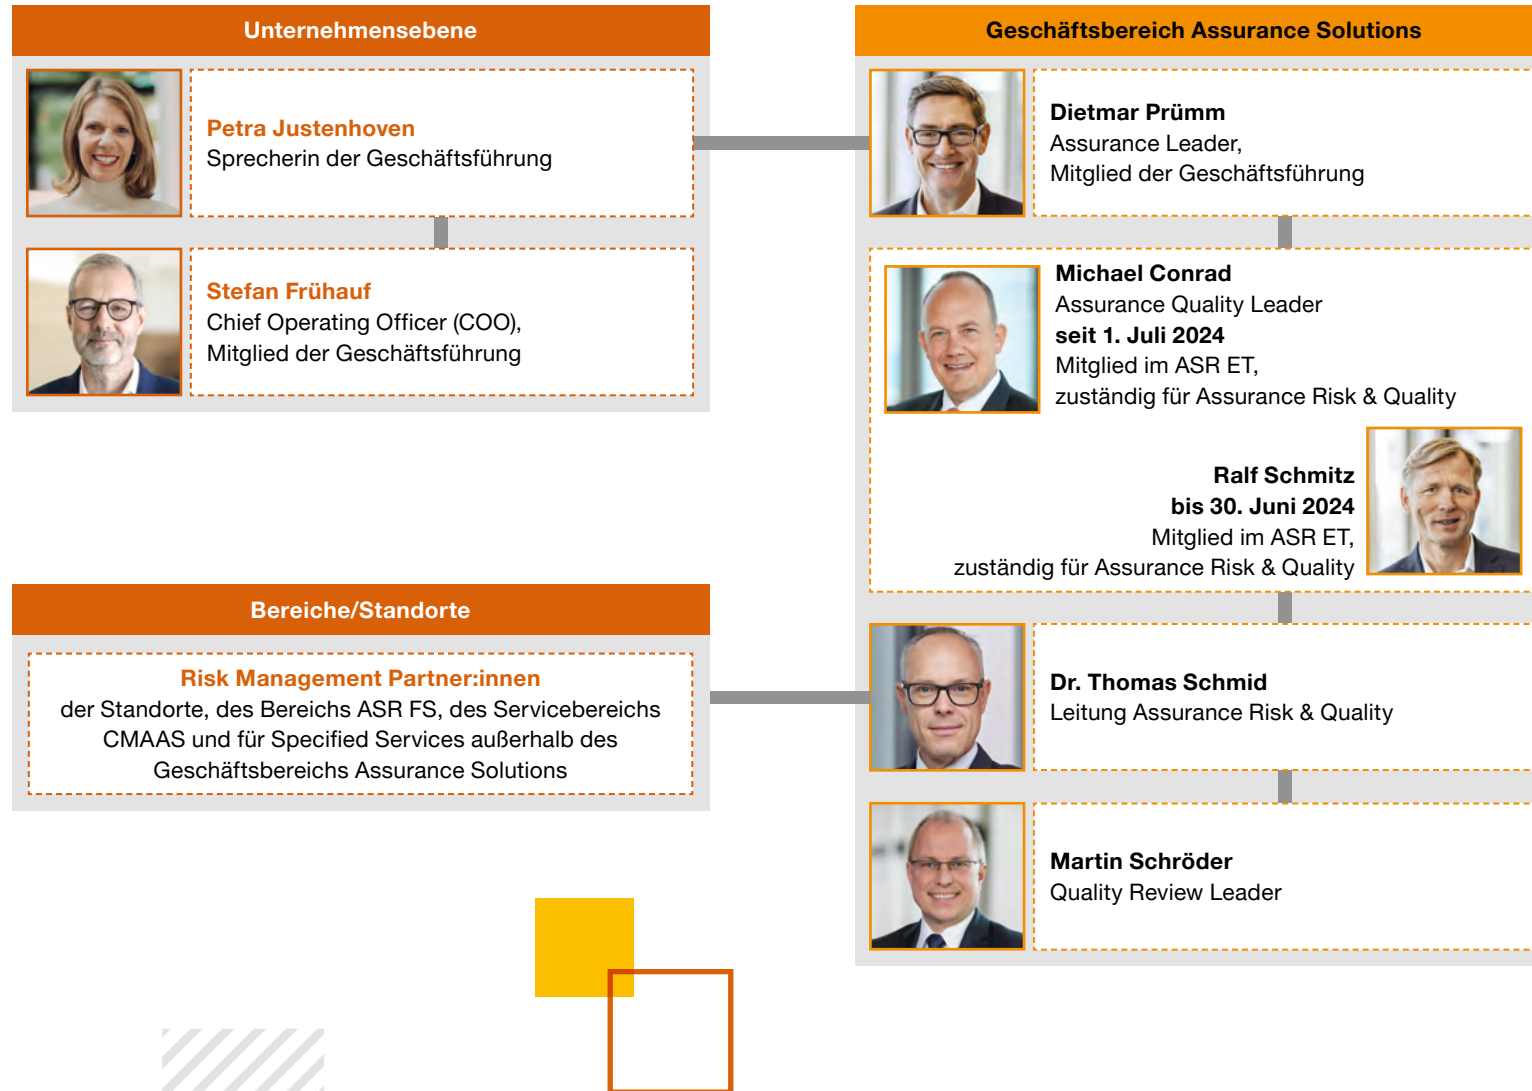 Unternehmensebene
Petra Justenhoven
Sprecherin der Geschäftsführung
Stefan Frühauf
Chief Operating Officer (COO),
Mitglied der Geschäftsführung
Bereiche/Standorte
Risk Management Partner:innen
der Standorte, des Bereichs ASR FS, des Servicebereichs
CMAAS und für Specified Services außerhalb des
Geschäftsbereichs Assurance Solutions
Geschäftsbereich Assurance Solutions
Dietmar Prümm
Assurance Leader,
Mitglied der Geschäftsführung
Michael Conrad
Assurance Quality Leader
seit 1. Juli 2024
Mitglied im ASR ET,
zuständig für Assurance Risk & Quality
Ralf Schmitz
bis 30. Juni 2024
Mitglied im ASR ET,
zuständig für Assurance Risk & Quality
Dr. Thomas Schmid
Leitung Assurance Risk & Quality
Martin Schröder
Quality Review Leader